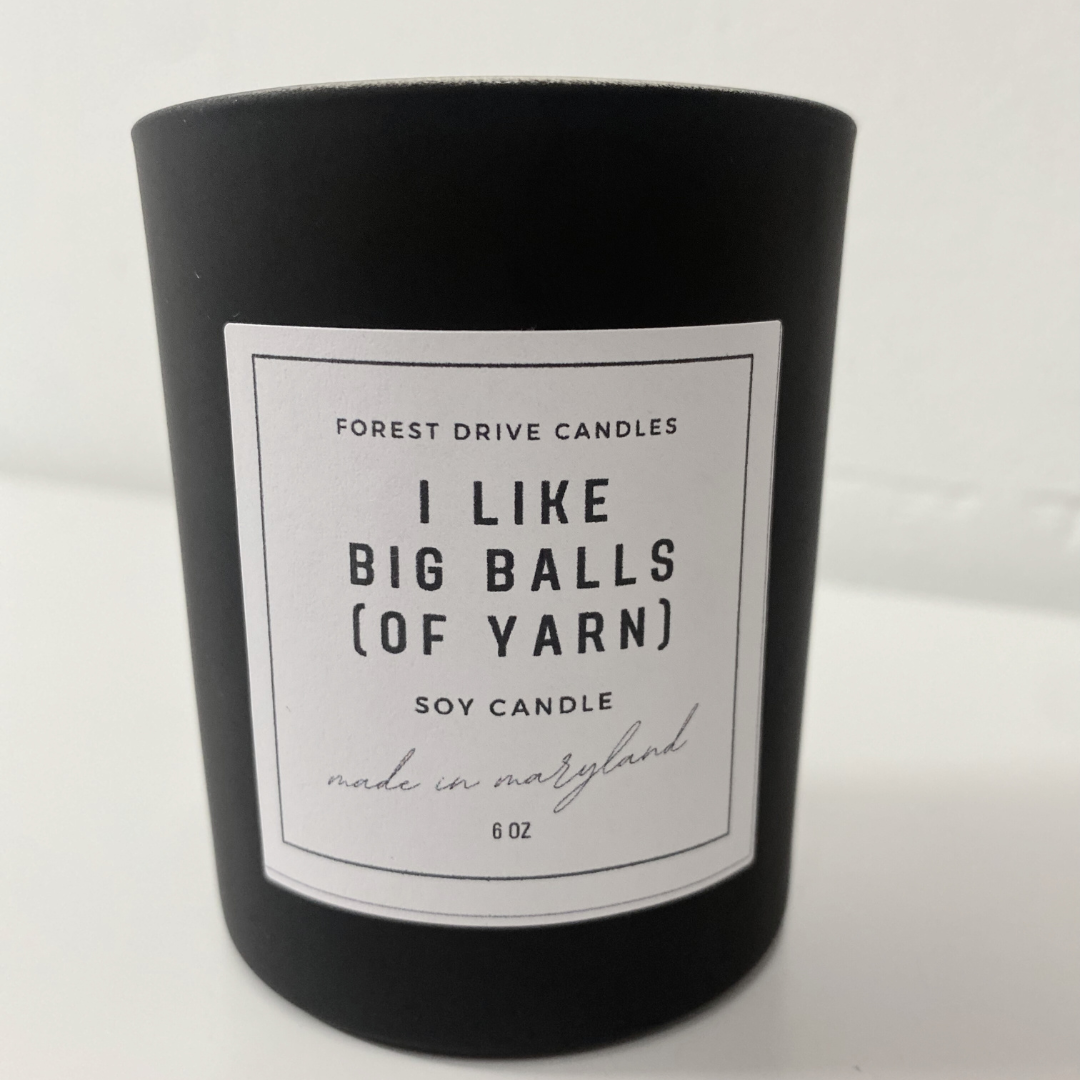 FOREST DRIVE CANDLES
I LIKE
BIG BALLS
(OF YARN)
SOY CANDLE
made in maryland
6 OZ